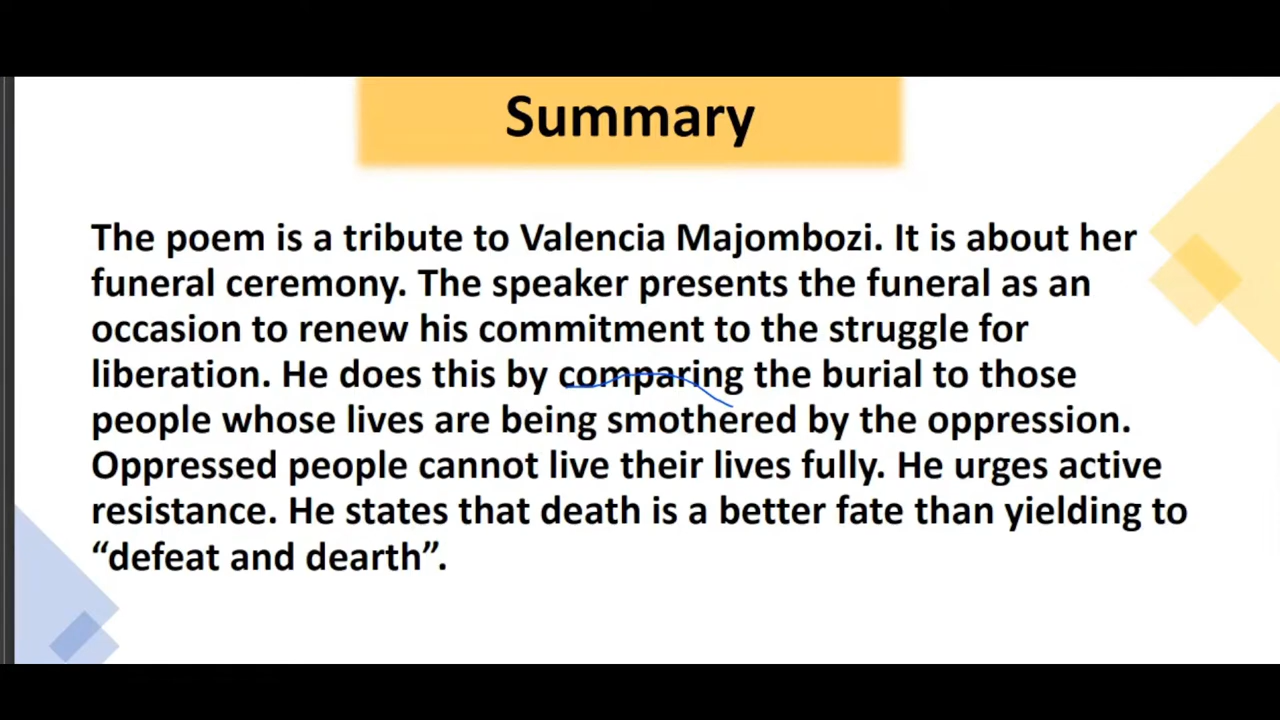 Summary
The poem is a tribute to Valencia Majombozi. It is about her
funeral ceremony. The speaker presents the funeral as an
occasion to renew his commitment to the struggle for
liberation. He does this by comparing the burial to those
people whose lives are being smothered by the oppression.
Oppressed people cannot live their lives fully. He urges active
resistance. He states that death is a better fate than yielding to
“defeat and dearth”.